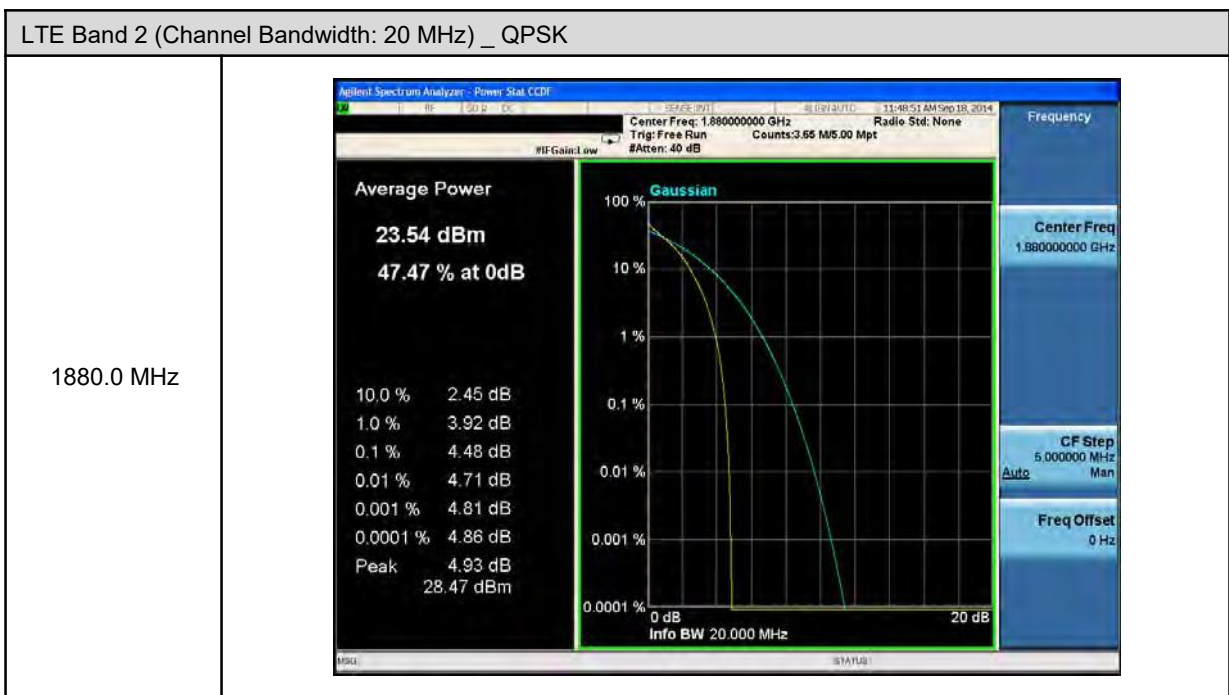 LTE Band 2 (Channel Bandwidth: 20 MHz) _ QPSK
1880.0 MHz
Agilent Spectrum Analyzer - Power Stat CCDF
RF
SENSE:INT
ALIGN AUTO
11:48:51 AM Sep 18, 2014
Center Freq: 1.880000000 GHz
Radio Std: None
Trig: Free Run
Counts:3.65 M/5.00 Mpt
#IFGain:Low
#Atten: 40 dB
Average Power
23.54 dBm
47.47 % at 0dB
10.0 % 2.45 dB
1.0 % 3.92 dB
0.1 % 4.48 dB
0.01 % 4.71 dB
0.001 % 4.81 dB
0.0001 % 4.86 dB
Peak 4.93 dB
28.47 dBm
Gaussian
100 %
10 %
1 %
0.1 %
0.01 %
0.001 %
0.0001 %
0 dB
20 dB
Info BW 20.000 MHz
Frequency
Center Freq
1.880000000 GHz
CF Step
5.000000 MHz
Auto Man
Freq Offset
0 Hz
MSG
STATUS